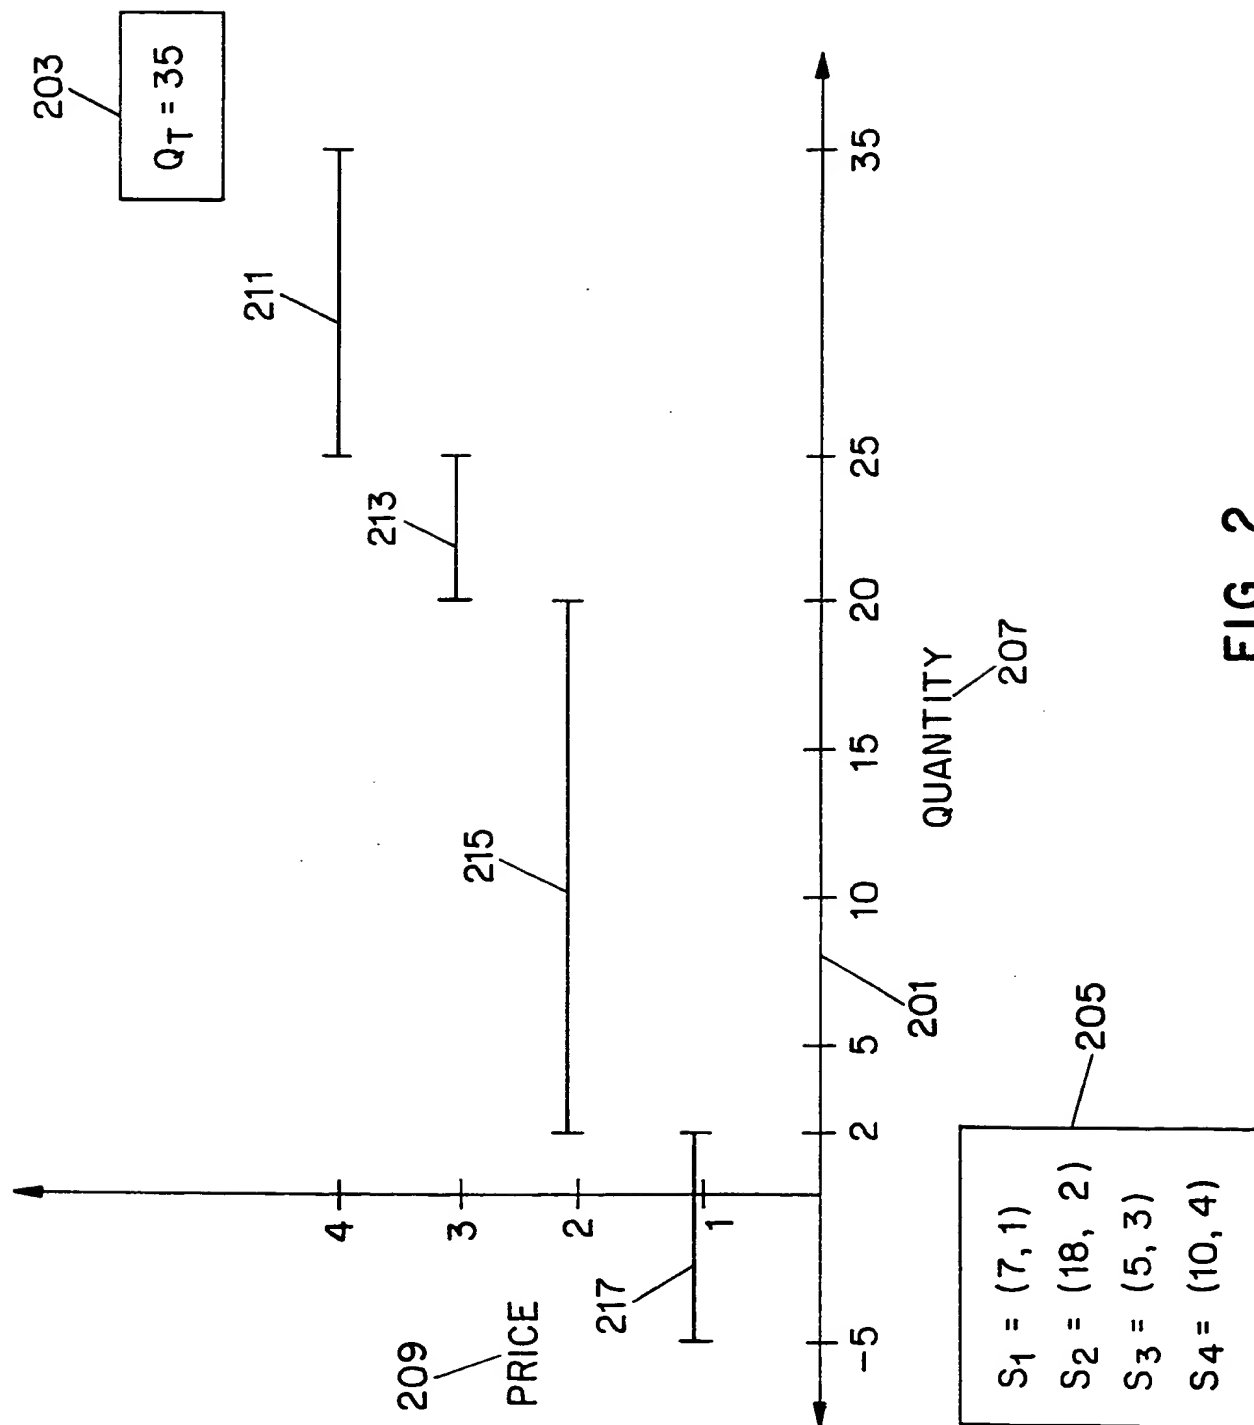 203
Q_T = 35
211
213
215
217
4
3
2
1
209
PRICE
-5
2
5
10
15
20
25
35
201
QUANTITY
207
205
S₁ = (7, 1)
S₂ = (18, 2)
S₃ = (5, 3)
S₄ = (10, 4)
FIG 2